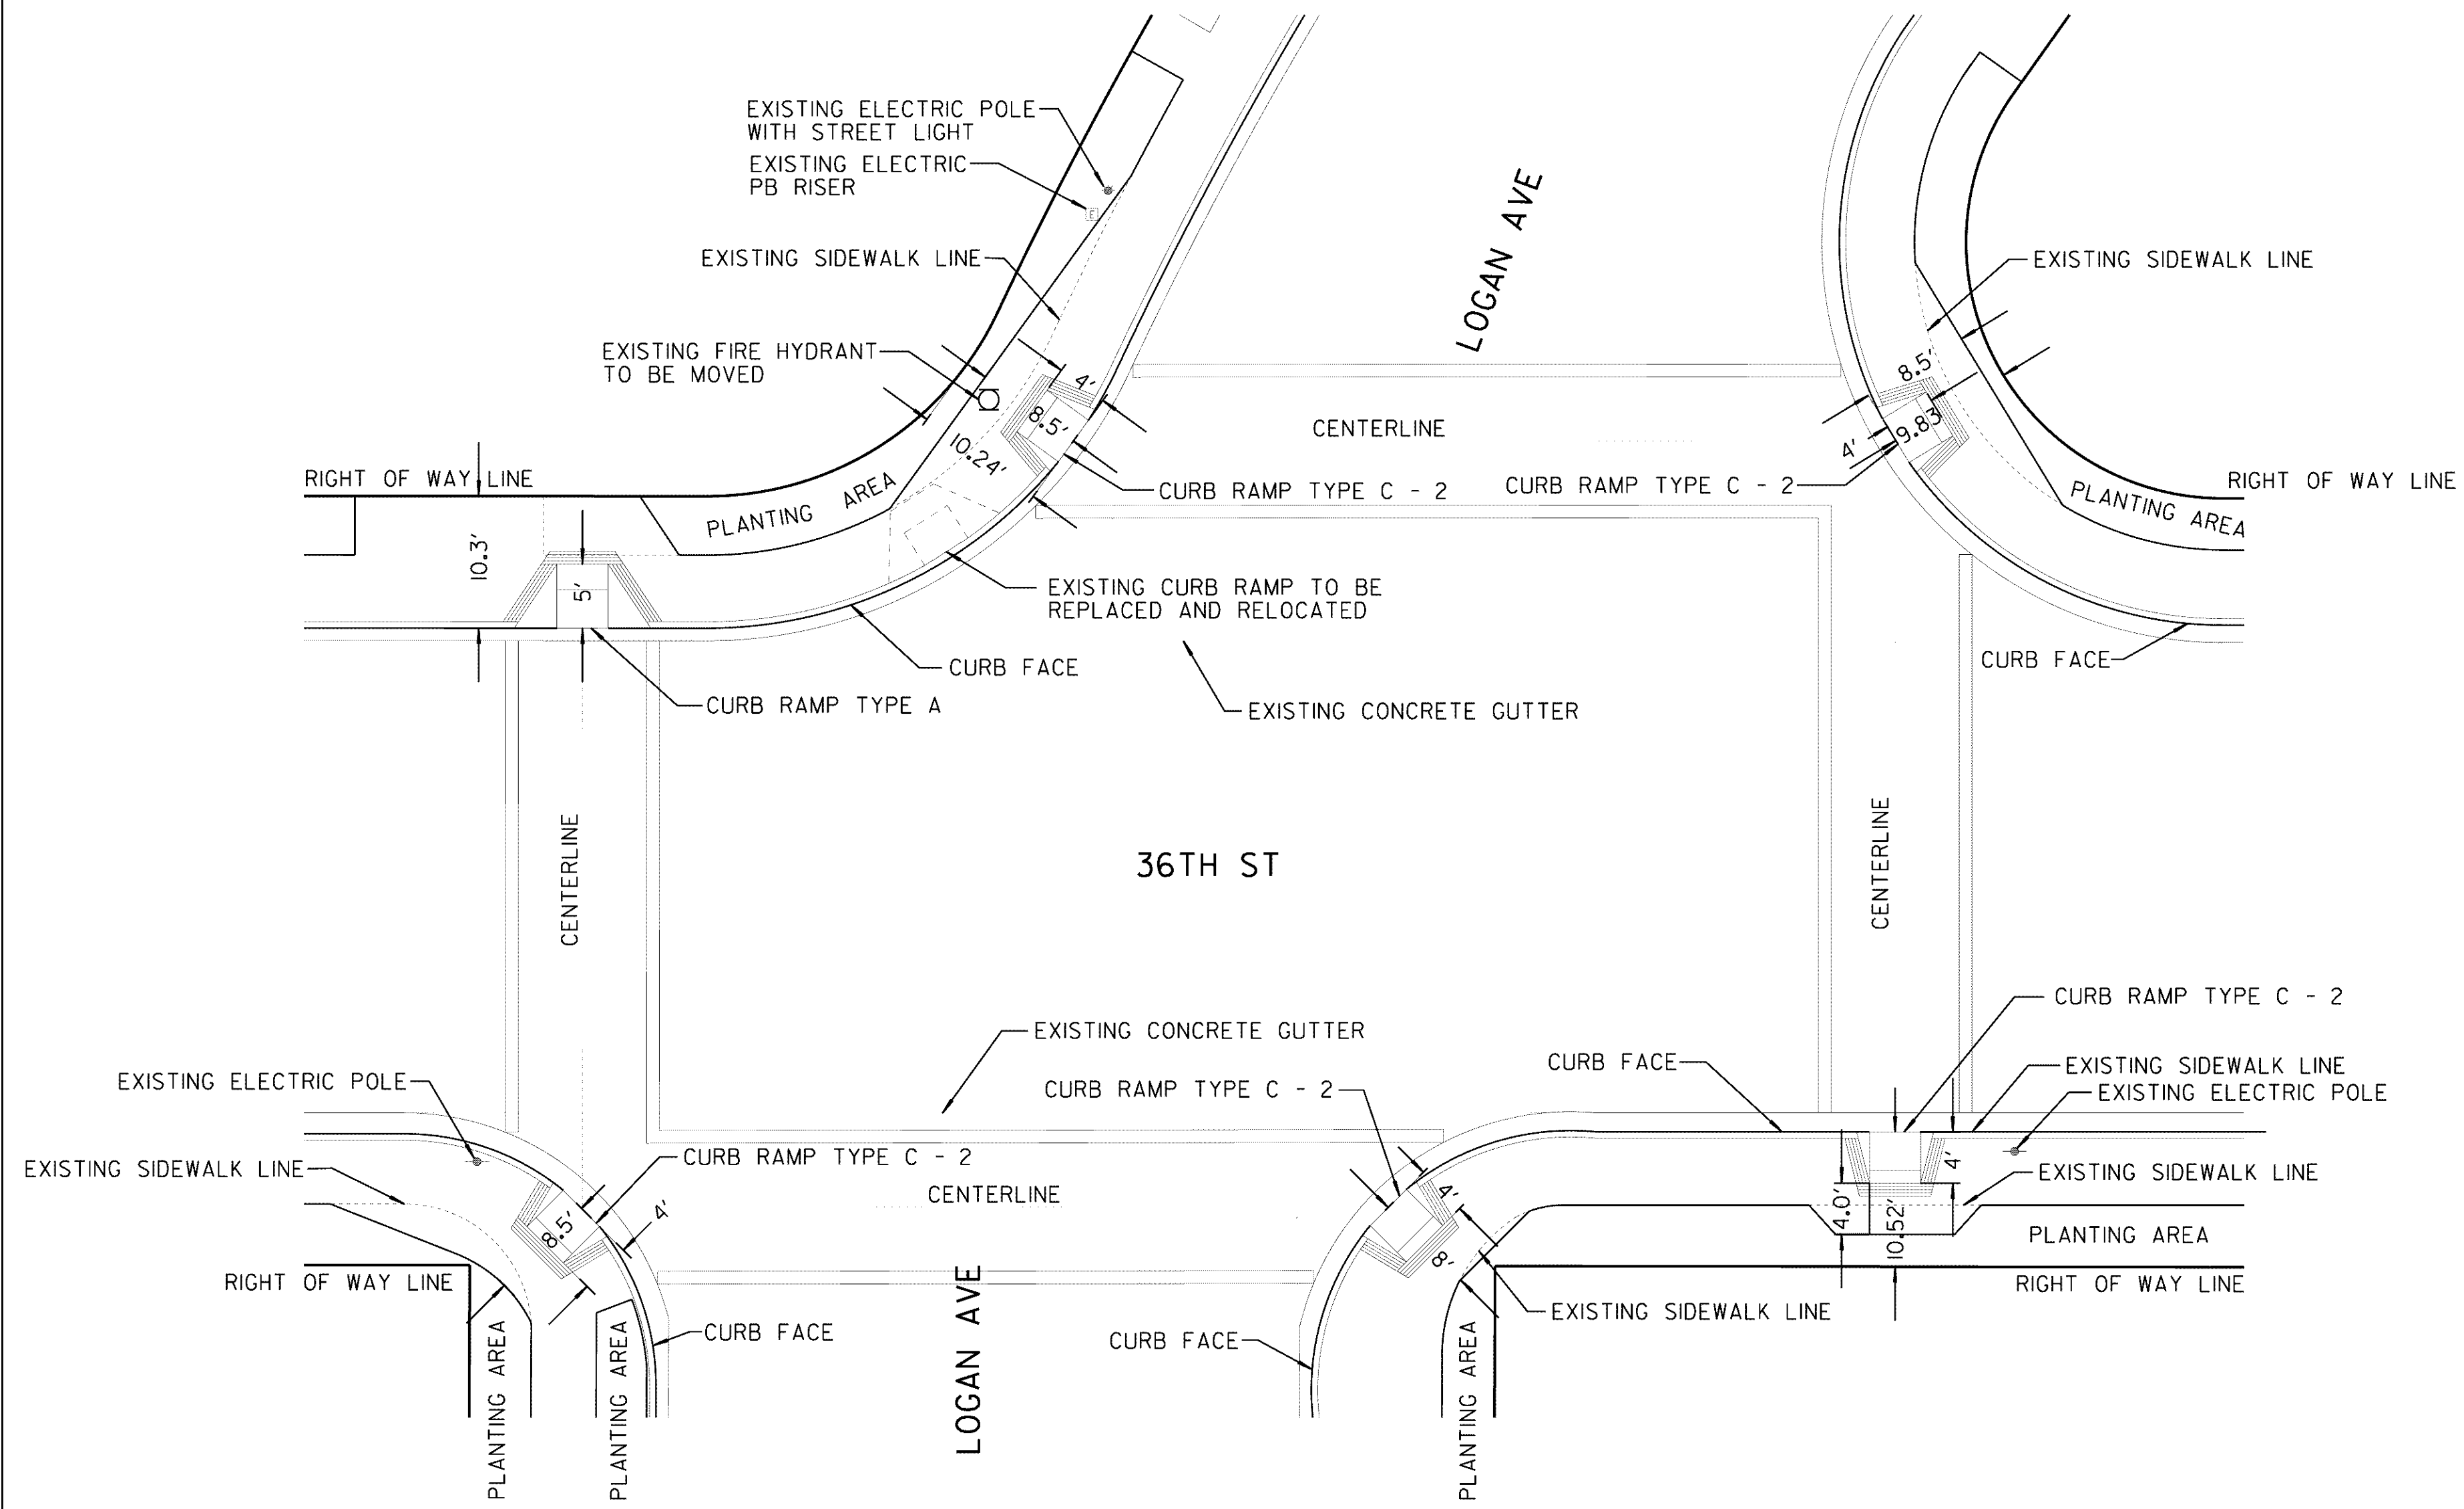 EXISTING ELECTRIC POLE
WITH STREET LIGHT
EXISTING ELECTRIC
PB RISER
E
EXISTING SIDEWALK LINE
EXISTING FIRE HYDRANT
TO BE MOVED
LOGAN AVE
EXISTING SIDEWALK LINE
4'
8.5'
10.24'
8.5'
9.83'
4'
CENTERLINE
RIGHT OF WAY LINE
PLANTING AREA
CURB RAMP TYPE C - 2
CURB RAMP TYPE C - 2
RIGHT OF WAY LINE
PLANTING AREA
10.3'
5'
EXISTING CURB RAMP TO BE
REPLACED AND RELOCATED
CURB FACE
CURB FACE
CURB RAMP TYPE A
EXISTING CONCRETE GUTTER
CENTERLINE
36TH ST
CENTERLINE
CURB RAMP TYPE C - 2
EXISTING CONCRETE GUTTER
CURB FACE
EXISTING SIDEWALK LINE
EXISTING ELECTRIC POLE
CURB RAMP TYPE C - 2
EXISTING ELECTRIC POLE
EXISTING SIDEWALK LINE
CURB RAMP TYPE C - 2
CENTERLINE
4'
8.5'
4'
8'
4'
4.0'
10.52'
EXISTING SIDEWALK LINE
PLANTING AREA
RIGHT OF WAY LINE
RIGHT OF WAY LINE
EXISTING SIDEWALK LINE
CURB FACE
CURB FACE
PLANTING AREA
PLANTING AREA
LOGAN AVE
PLANTING AREA